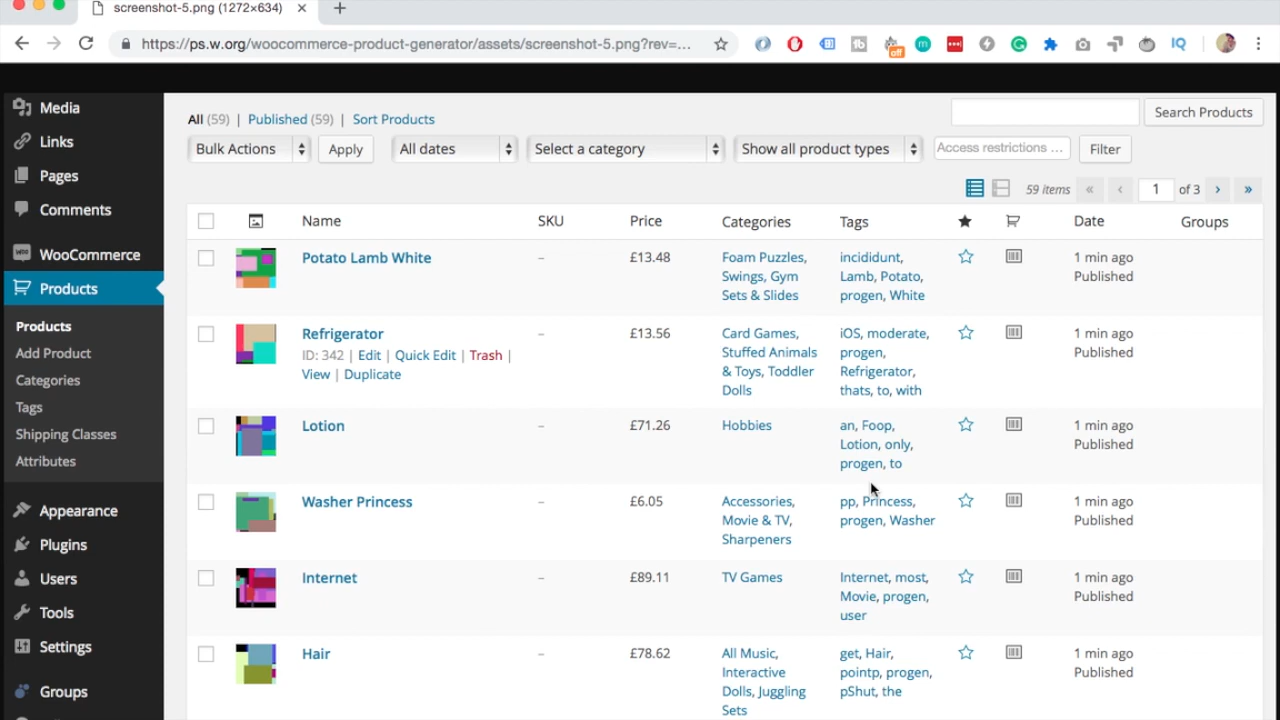 screenshot-5.png (1272×634)
https://ps.w.org/woocommerce-product-generator/assets/screenshot-5.png?rev=...
off
IQ
Media
Links
Pages
Comments
WooCommerce
Products
Products
Add Product
Categories
Tags
Shipping Classes
Attributes
Appearance
Plugins
Users
Tools
Settings
Groups
All (59) | Published (59) | Sort Products
Search Products
Bulk Actions
Apply
All dates
Select a category
Show all product types
Access restrictions ...
Filter
59 items « ‹ 1 of 3 › »
Name SKU Price Categories Tags Date Groups
Potato Lamb White – £13.48
Foam Puzzles,
Swings, Gym
Sets & Slides
incididunt,
Lamb, Potato,
progen, White
1 min ago
Published
Refrigerator
ID: 342 | Edit | Quick Edit | Trash |
View | Duplicate
– £13.56
Card Games,
Stuffed Animals
& Toys, Toddler
Dolls
iOS, moderate,
progen,
Refrigerator,
thats, to, with
1 min ago
Published
Lotion – £71.26
Hobbies
an, Foop,
Lotion, only,
progen, to
1 min ago
Published
Washer Princess – £6.05
Accessories,
Movie & TV,
Sharpeners
pp, Princess,
progen, Washer
1 min ago
Published
Internet – £89.11
TV Games
Internet, most,
Movie, progen,
user
1 min ago
Published
Hair – £78.62
All Music,
Interactive
Dolls, Juggling
Sets
get, Hair,
pointp, progen,
pShut, the
1 min ago
Published